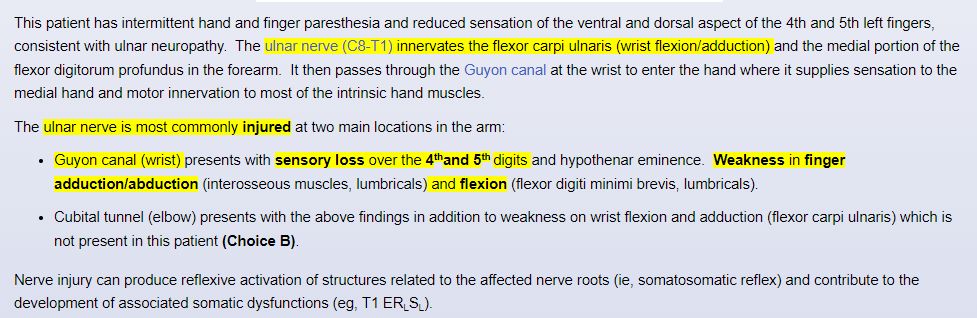 This patient has intermittent hand and finger paresthesia and reduced sensation of the ventral and dorsal aspect of the 4th and 5th left fingers,
consistent with ulnar neuropathy. The ulnar nerve (C8-T1) innervates the flexor carpi ulnaris (wrist flexion/adduction) and the medial portion of the
flexor digitorum profundus in the forearm. It then passes through the Guyon canal at the wrist to enter the hand where it supplies sensation to the
medial hand and motor innervation to most of the intrinsic hand muscles.
The ulnar nerve is most commonly injured at two main locations in the arm:
• Guyon canal (wrist) presents with sensory loss over the 4th and 5th digits and hypothenar eminence. Weakness in finger
adduction/abduction (interosseous muscles, lumbricals) and flexion (flexor digiti minimi brevis, lumbricals).
• Cubital tunnel (elbow) presents with the above findings in addition to weakness on wrist flexion and adduction (flexor carpi ulnaris) which is
not present in this patient (Choice B).
Nerve injury can produce reflexive activation of structures related to the affected nerve roots (ie, somatosomatic reflex) and contribute to the
development of associated somatic dysfunctions (eg, T1 ERLSL).